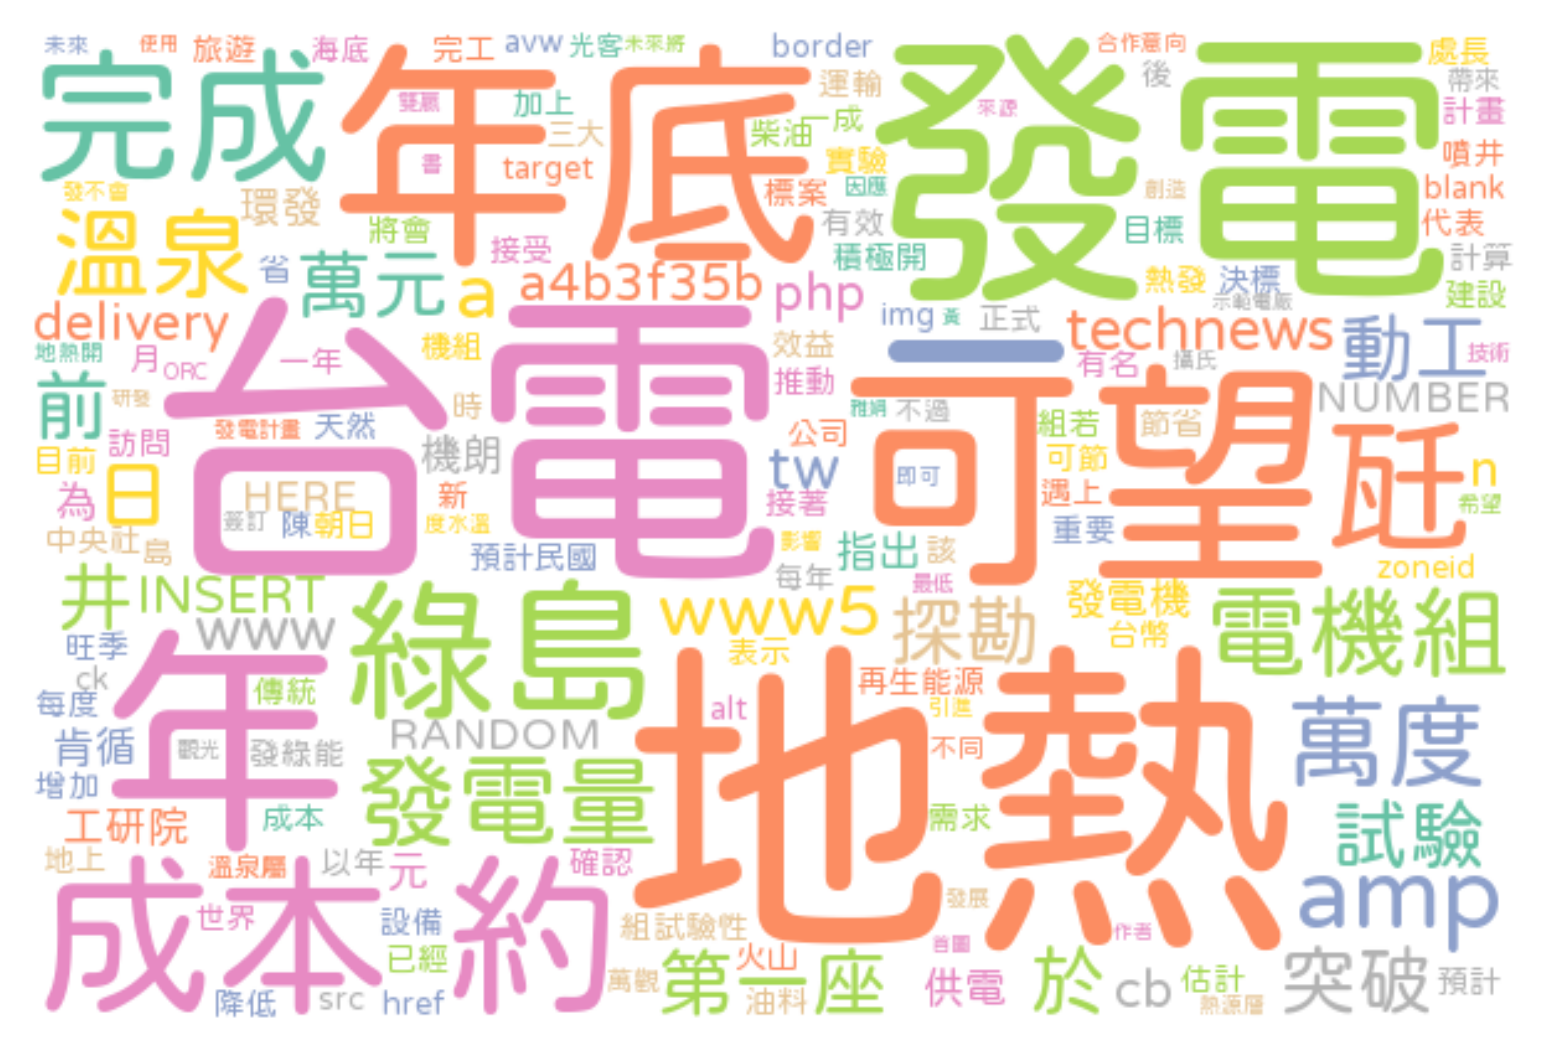 未來 使用 旅遊 海底 完工 avw 光客 未來將 border 合作意向 處長
完成 年底 發電 雙贏 加上 運輸 後 帶來
三大 柴油 一成 來源 計畫
書 target 實驗 噴井
發不會 環發 標案 因應 創造 blank
溫泉 將會 接受 有效 目標 代表
省 萬元 a a4b3f35b php 積極開 熱發 決標 計算
delivery img 黃 正式 示範電廠 建設
台電 可望 technews 動工
地熱開 月 ORC 一年 機組 效益 有名 攝氏 技術
前 研發 時 推動 雅娟 不過 節省 NUMBER
訪問 發電計畫 天然 機朗 公司 組若 瓩
目前 日 tw 即可 可節 n
為 HERE 新 接著 遇上 希望
簽訂 陳 朝日 度水溫 影響 指出 該 重要
中央社 島 預計民國 每年 最低 zoneid
井 INSERT 綠島 www5 探勘 發電機 電機組
www 表示 台幣
旺季 ck 年 傳統 地熱 再生能源
每度 alt 引進 萬度
肯循 觀光 發綠能 RANDOM 不同
增加 發電量
工研院 成本 需求 試驗
地上 溫泉屬 以年 元 確認
成本 約 amp
世界 設備 組試驗性 發展
已經 火山 首圖 作者
降低 src href 萬觀 油料 第一座 供電 於 cb 估計 熱源層 突破 預計